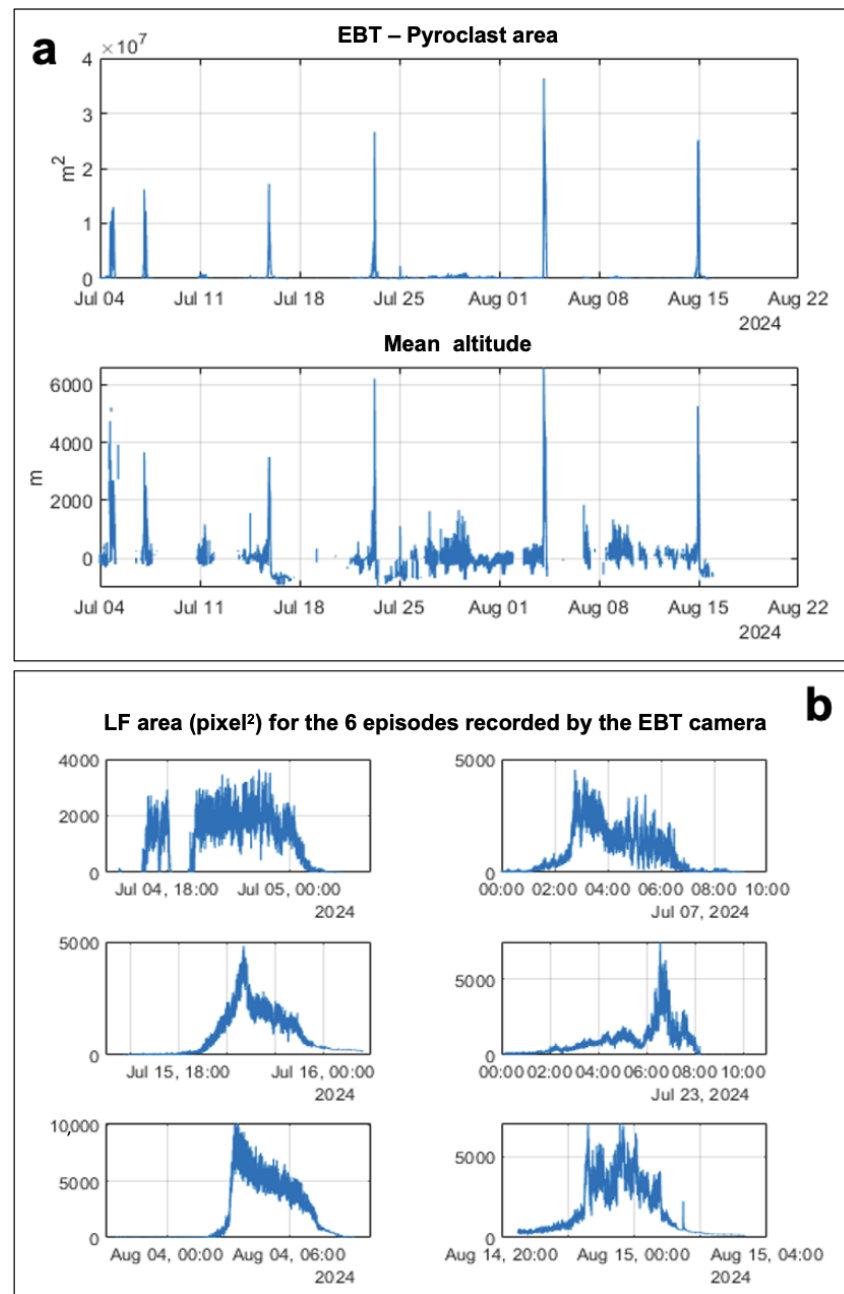 a
EBT – Pyroclast area
×10⁷
4
3
2
1
0
m²
Jul 04 Jul 11 Jul 18 Jul 25 Aug 01 Aug 08 Aug 15 Aug 22
2024
Mean altitude
6000
4000
2000
0
m
Jul 04 Jul 11 Jul 18 Jul 25 Aug 01 Aug 08 Aug 15 Aug 22
2024
b
LF area (pixel²) for the 6 episodes recorded by the EBT camera
4000
2000
0
Jul 04, 18:00 Jul 05, 00:00
2024
5000
0
00:00 02:00 04:00 06:00 08:00 10:00
Jul 07, 2024
5000
0
Jul 15, 18:00 Jul 16, 00:00
2024
5000
0
00:00 02:00 04:00 06:00 08:00 10:00
Jul 23, 2024
10,000
5000
0
Aug 04, 00:00 Aug 04, 06:00
2024
5000
0
Aug 14, 20:00 Aug 15, 00:00 Aug 15, 04:00
2024